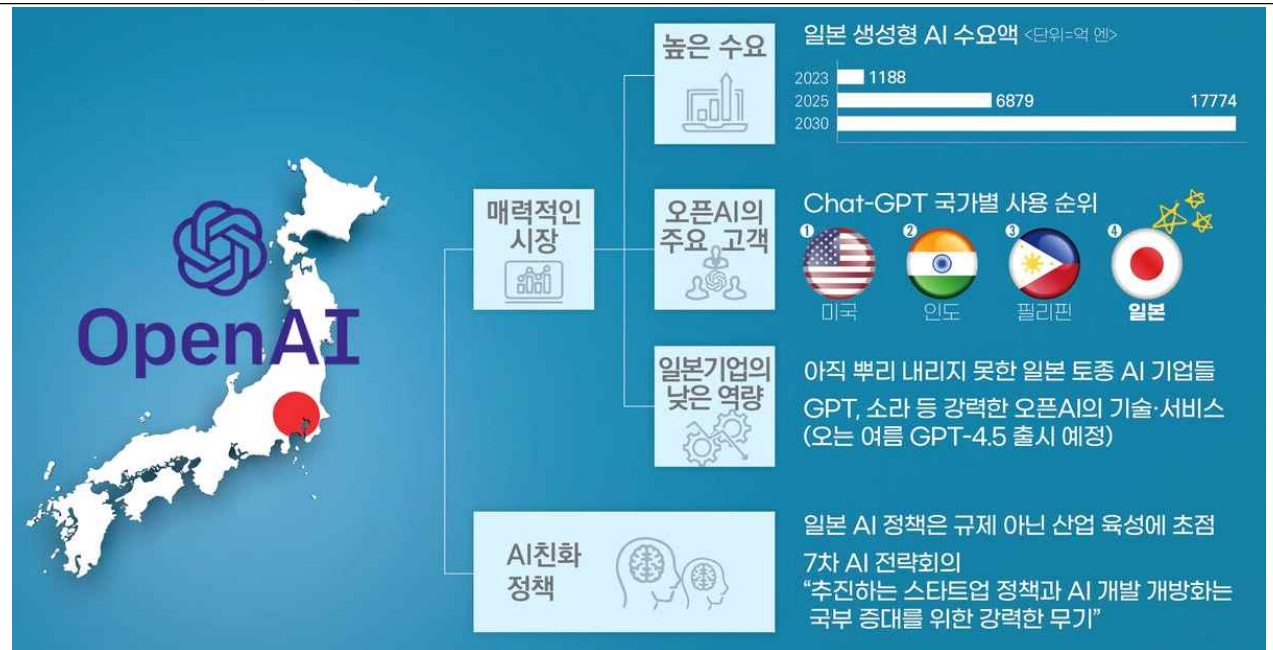 OpenAI
매력적인
시장
높은 수요
일본 생성형 AI 수요액 <단위=억 엔>
2023 1188
2025 6879
2030 17774
오픈AI의
주요 고객
Chat-GPT 국가별 사용 순위
1 2 3 4
미국 인도 필리핀 일본
일본기업의
낮은 역량
아직 뿌리 내리지 못한 일본 토종 AI 기업들
GPT, 소라 등 강력한 오픈AI의 기술·서비스
(오는 여름 GPT-4.5 출시 예정)
AI친화
정책
일본 AI 정책은 규제 아닌 산업 육성에 초점
7차 AI 전략회의
“추진하는 스타트업 정책과 AI 개발 개방화는
국부 증대를 위한 강력한 무기”